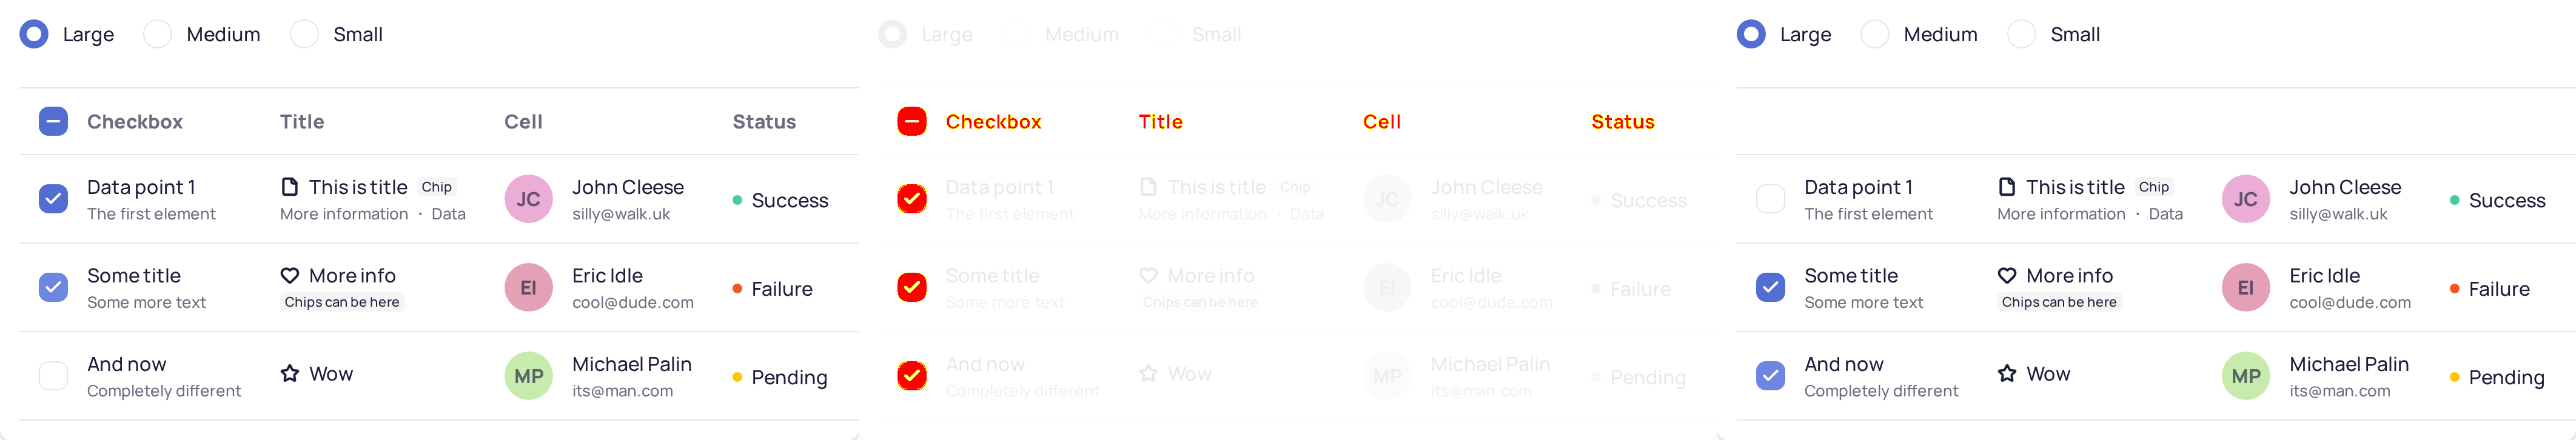 Large Medium Small
Checkbox Title Cell Status
Data point 1 This is title Chip John Cleese Success
The first element More information · Data JC silly@walk.uk
Some title More info Eric Idle Failure
Some more text Chips can be here EI cool@dude.com
And now Wow Michael Palin Pending
Completely different MP its@man.com
Large Medium Small
Checkbox Title Cell Status
Data point 1 This is title Chip John Cleese Success
The first element More information · Data JC silly@walk.uk
Some title More info Eric Idle Failure
Some more text Chips can be here EI cool@dude.com
And now Wow Michael Palin Pending
Completely different MP its@man.com
Large Medium Small
Data point 1 This is title Chip John Cleese Success
The first element More information · Data JC silly@walk.uk
Some title More info Eric Idle Failure
Some more text Chips can be here EI cool@dude.com
And now Wow Michael Palin Pending
Completely different MP its@man.com